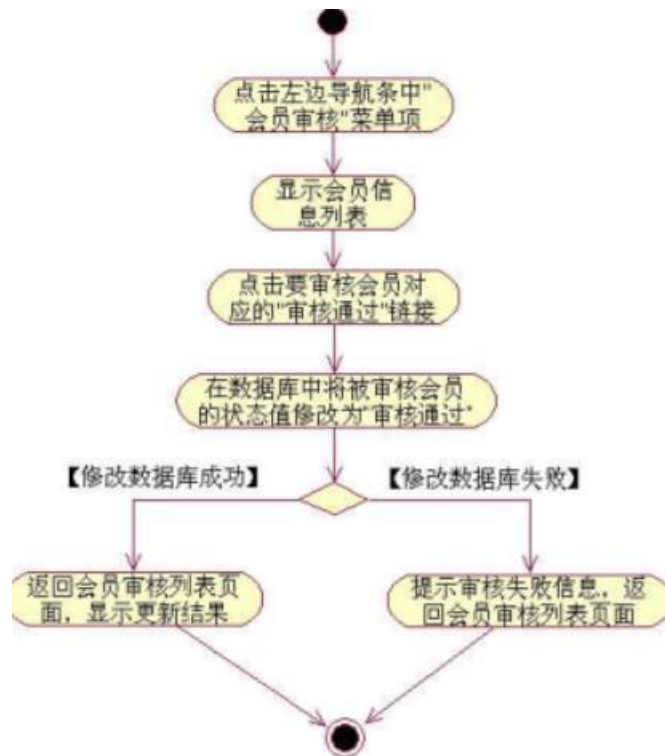 点击左边导航条中"
会员审核"菜单项
显示会员信
息列表
点击要审核会员对
应的"审核通过"链接
在数据库中将被审核会员
的状态值修改为"审核通过"
【修改数据库成功】
【修改数据库失败】
返回会员审核列表页
面，显示更新结果
提示审核失败信息，返
回会员审核列表页面